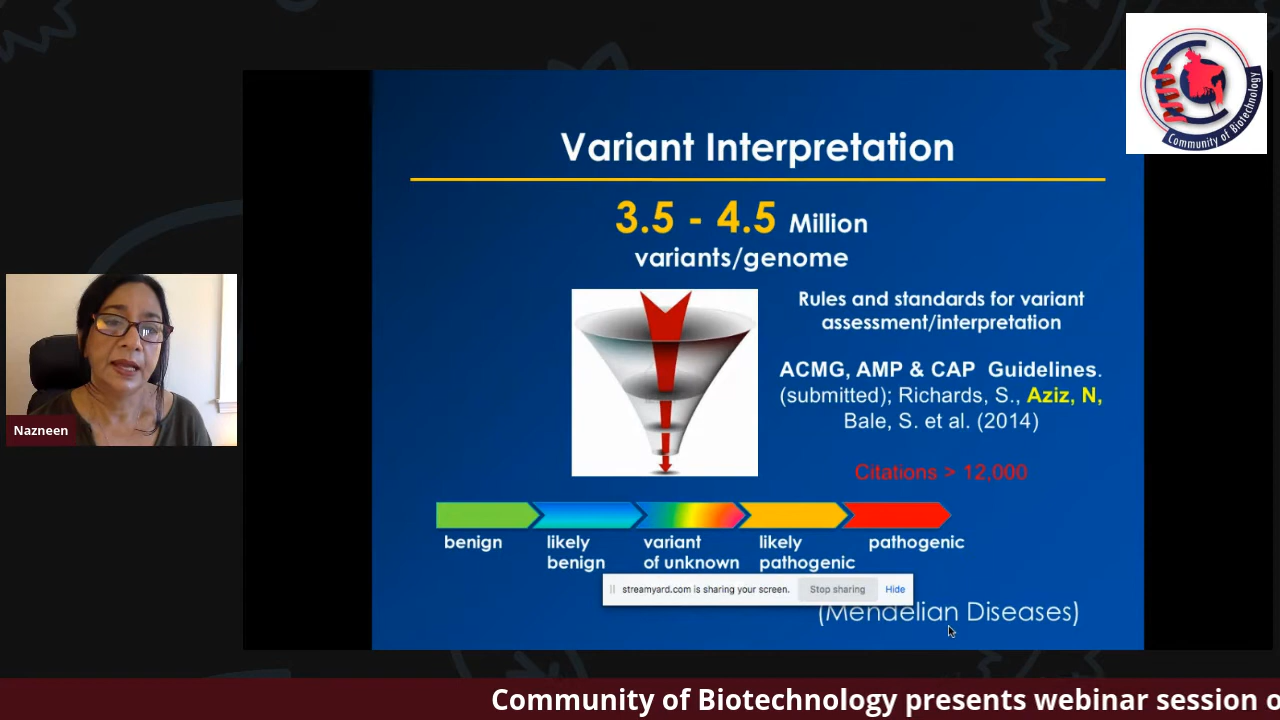 Community of Biotechnology
Variant Interpretation
3.5 - 4.5 Million
variants/genome
Rules and standards for variant
assessment/interpretation
ACMG, AMP & CAP Guidelines.
(submitted); Richards, S., Aziz, N,
Bale, S. et al. (2014)
Citations > 12,000
benign
likely
benign
variant
of unknown
likely
pathogenic
pathogenic
streamyard.com is sharing your screen. Stop sharing Hide
(Mendelian Diseases)
Nazneen
Community of Biotechnology presents webinar session o